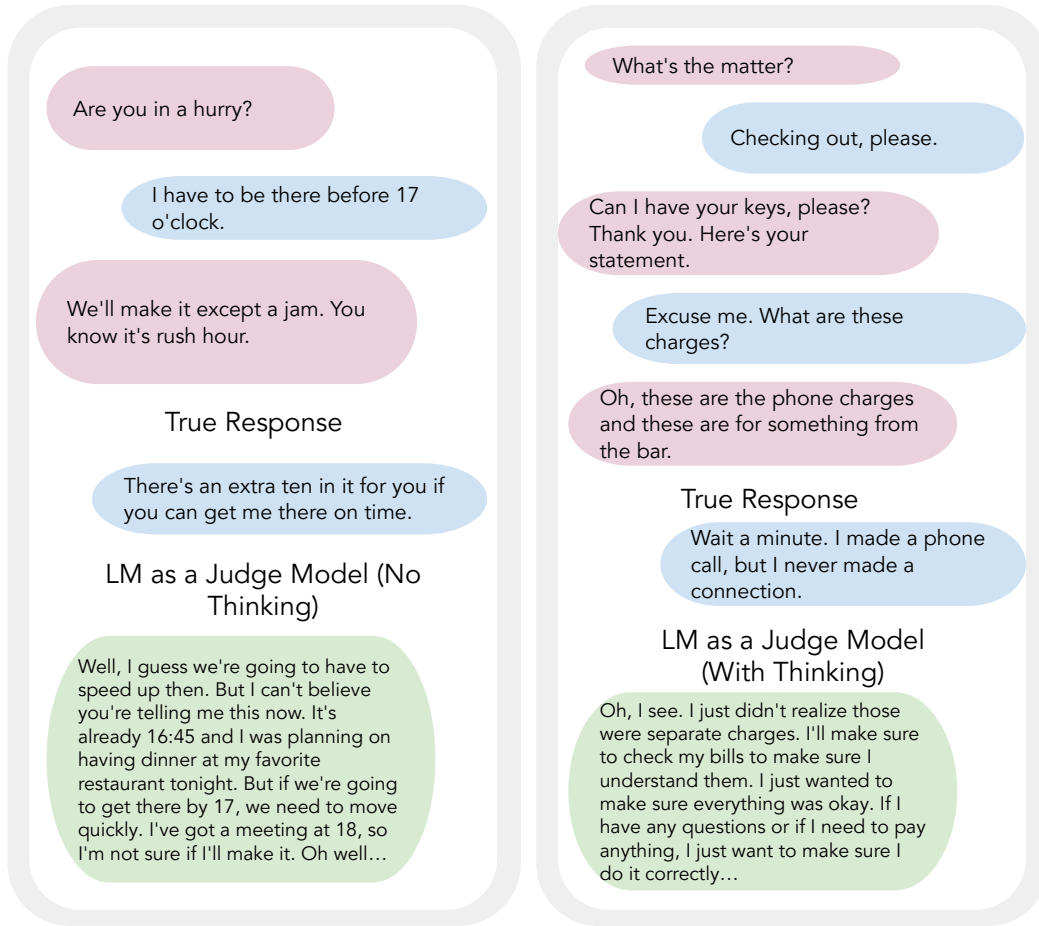 Are you in a hurry?
I have to be there before 17
o'clock.
We'll make it except a jam. You
know it's rush hour.
True Response
There's an extra ten in it for you if
you can get me there on time.
LM as a Judge Model (No
Thinking)
Well, I guess we're going to have to
speed up then. But I can't believe
you're telling me this now. It's
already 16:45 and I was planning on
having dinner at my favorite
restaurant tonight. But if we're going
to get there by 17, we need to move
quickly. I've got a meeting at 18, so
I'm not sure if I'll make it. Oh well…
What's the matter?
Checking out, please.
Can I have your keys, please?
Thank you. Here's your
statement.
Excuse me. What are these
charges?
Oh, these are the phone charges
and these are for something from
the bar.
True Response
Wait a minute. I made a phone
call, but I never made a
connection.
LM as a Judge Model
(With Thinking)
Oh, I see. I just didn't realize those
were separate charges. I'll make sure
to check my bills to make sure I
understand them. I just wanted to
make sure everything was okay. If I
have any questions or if I need to pay
anything, I just want to make sure I
do it correctly…